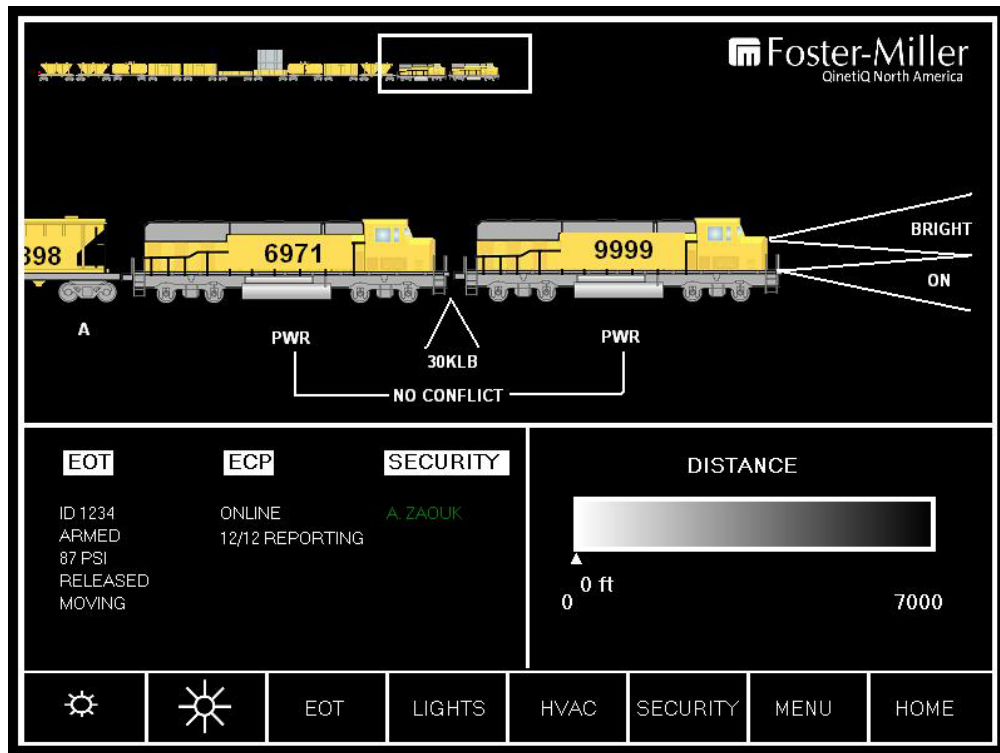 Foster-Miller
QinetiQ North America
BRIGHT
398
6971
9999
ON
A
PWR
PWR
30KLB
NO CONFLICT
EOT
ECP
SECURITY
DISTANCE
ID 1234
ONLINE
A. ZAOUK
ARMED
12/12 REPORTING
87 PSI
RELEASED
MOVING
0 ft
0
7000
EOT
LIGHTS
HVAC
SECURITY
MENU
HOME